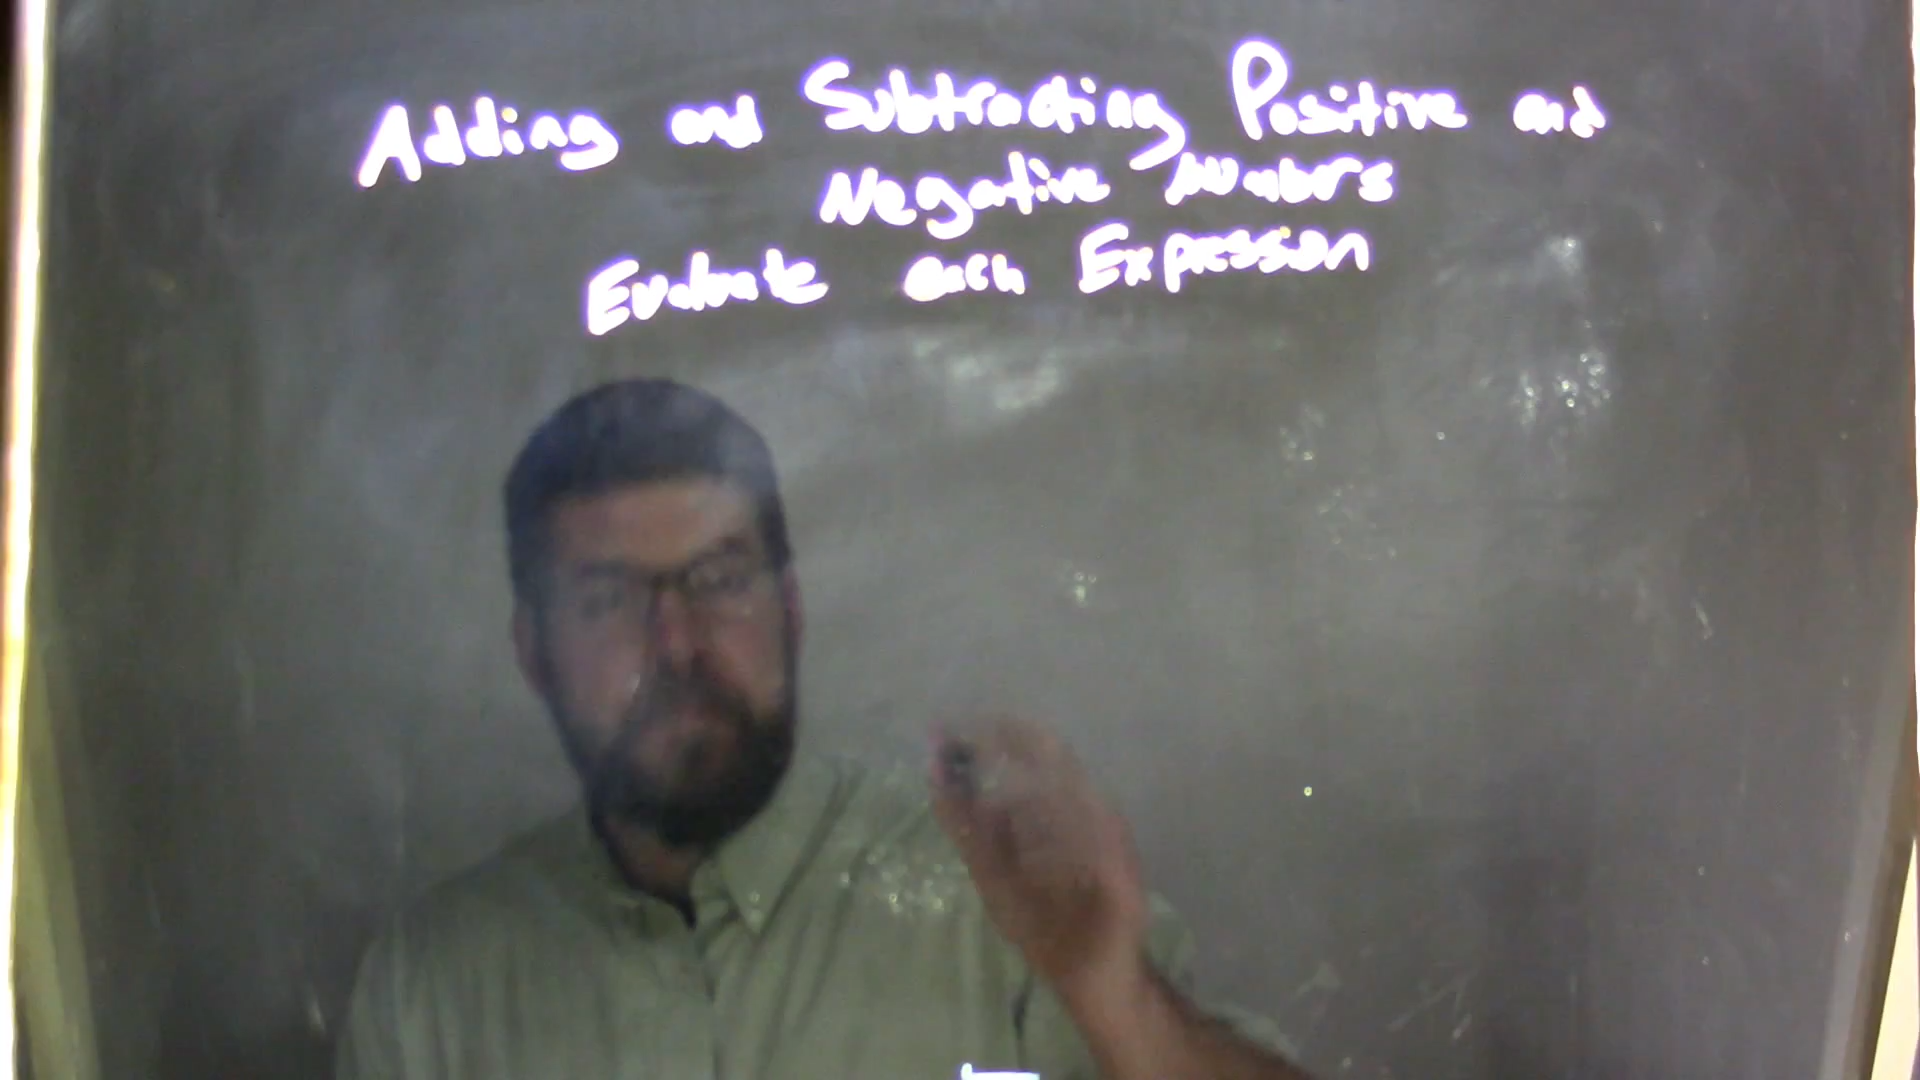 Adding and Subtracting Positive and
Negative Numbers
Evaluate each Expression